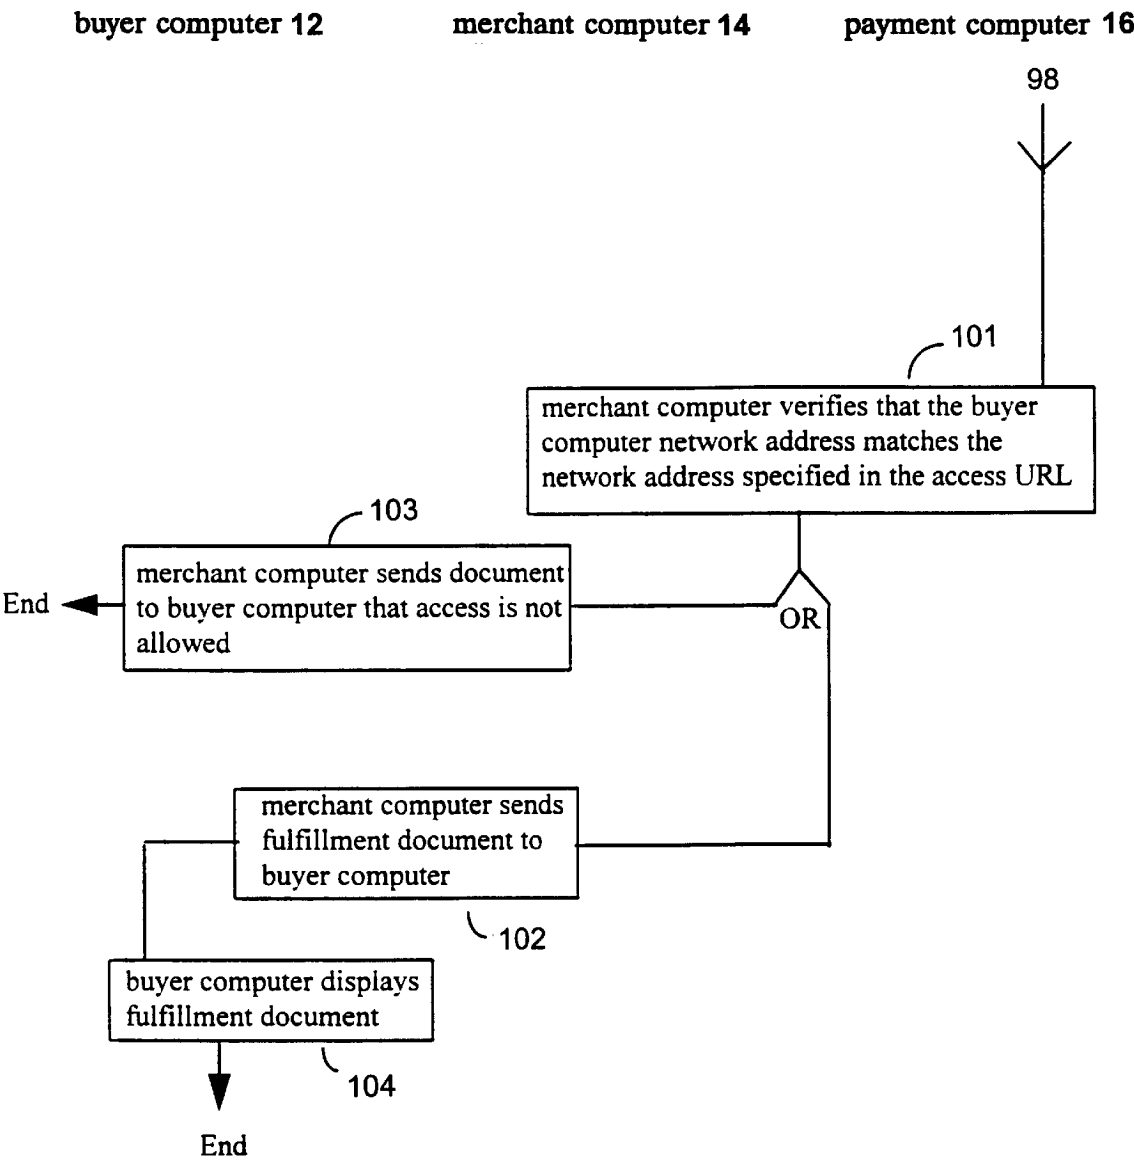 buyer computer 12 merchant computer 14 payment computer 16
98
101
merchant computer verifies that the buyer
computer network address matches the
network address specified in the access URL
103
merchant computer sends document
to buyer computer that access is not
allowed
End
OR
merchant computer sends
fulfillment document to
buyer computer
102
buyer computer displays
fulfillment document
104
End